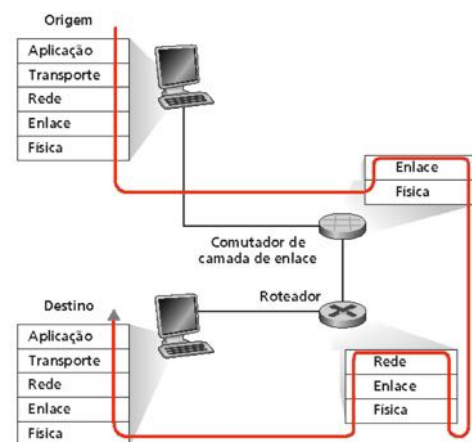 Origem
Aplicação
Transporte
Rede
Enlace
Física
Enlace
Física
Comutador de
camada de enlace
Roteador
Destino
Aplicação
Transporte
Rede
Enlace
Física
Rede
Enlace
Física